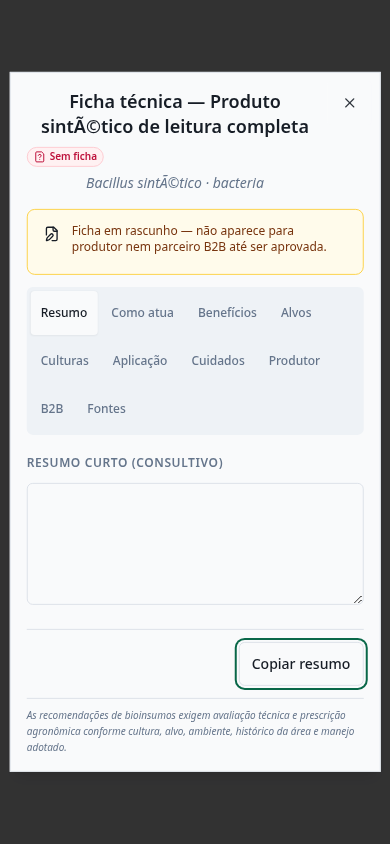 Ficha técnica — Produto
sintÃ©tico de leitura completa
Sem ficha
Bacillus sintÃ©tico · bacteria
Ficha em rascunho — não aparece para
produtor nem parceiro B2B até ser aprovada.
Resumo Como atua Benefícios Alvos
Culturas Aplicação Cuidados Produtor
B2B Fontes
RESUMO CURTO (CONSULTIVO)
Copiar resumo
As recomendações de bioinsumos exigem avaliação técnica e prescrição
agronômica conforme cultura, alvo, ambiente, histórico da área e manejo
adotado.